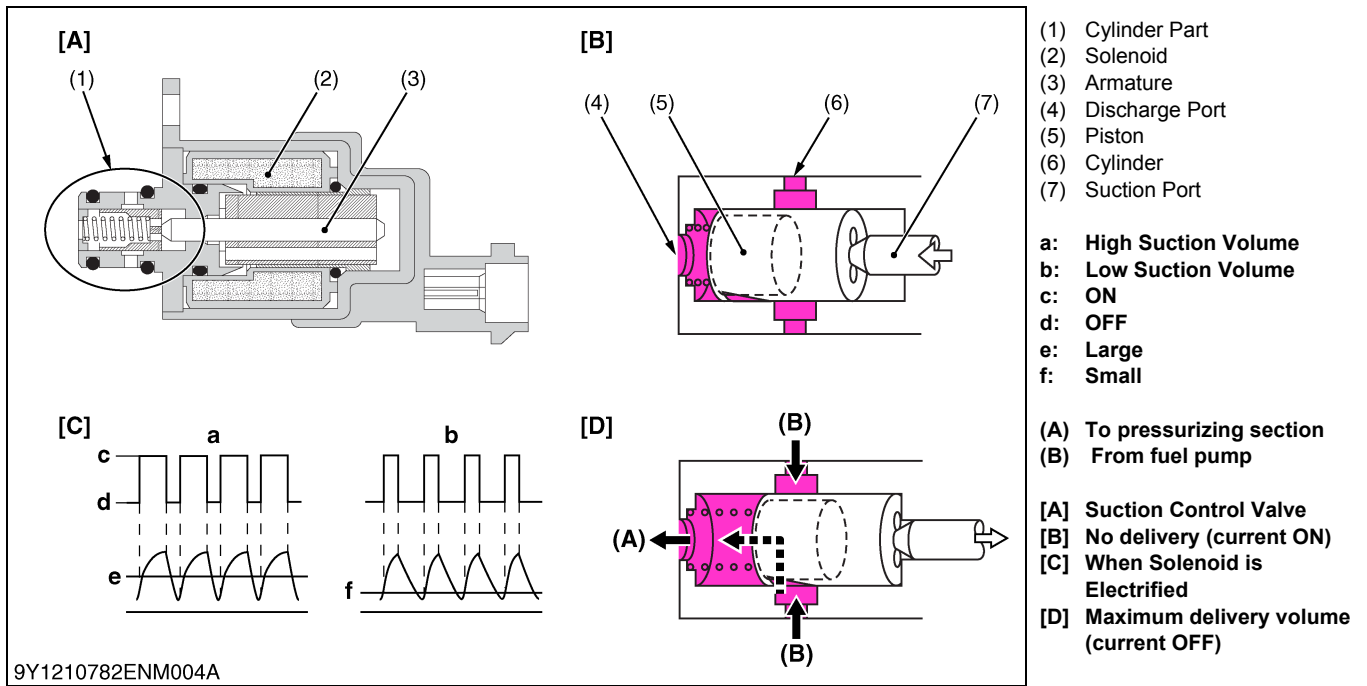 [A]
(1)
(2)
(3)
[B]
(4)
(5)
(6)
(7)
[C]
a
b
c
d
e
f
[D]
(B)
(A)
(B)
9Y1210782ENM004A
(1) Cylinder Part
(2) Solenoid
(3) Armature
(4) Discharge Port
(5) Piston
(6) Cylinder
(7) Suction Port
a: High Suction Volume
b: Low Suction Volume
c: ON
d: OFF
e: Large
f: Small
(A) To pressurizing section
(B) From fuel pump
[A] Suction Control Valve
[B] No delivery (current ON)
[C] When Solenoid is
Electrified
[D] Maximum delivery volume
(current OFF)